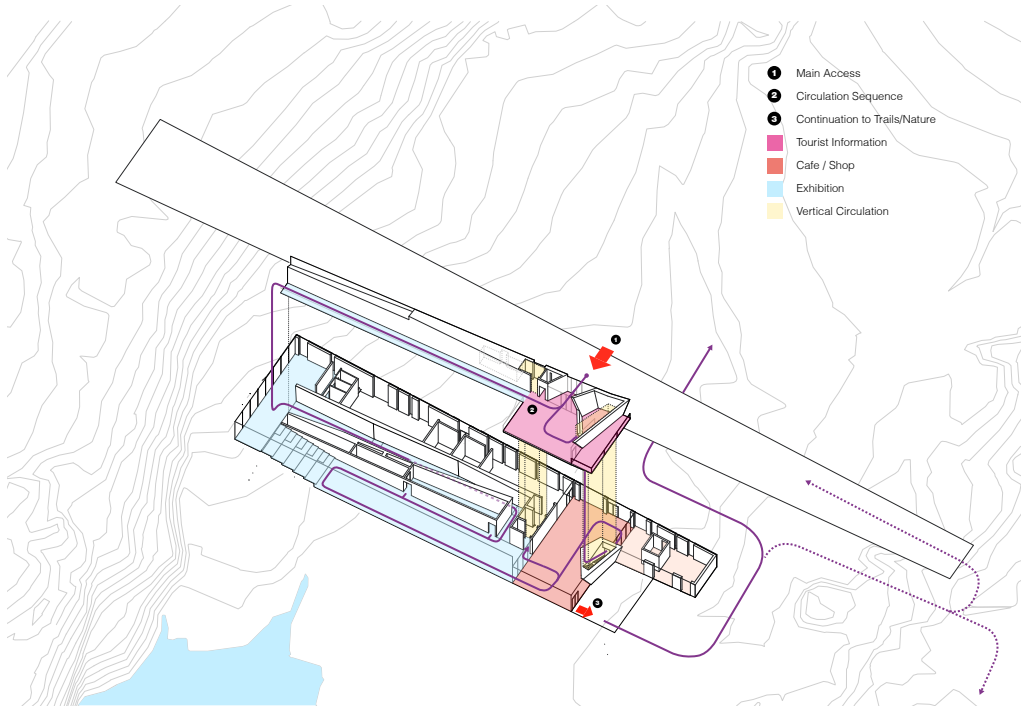 1 Main Access
2 Circulation Sequence
3 Continuation to Trails/Nature
Tourist Information
Cafe / Shop
Exhibition
Vertical Circulation
1
2
3